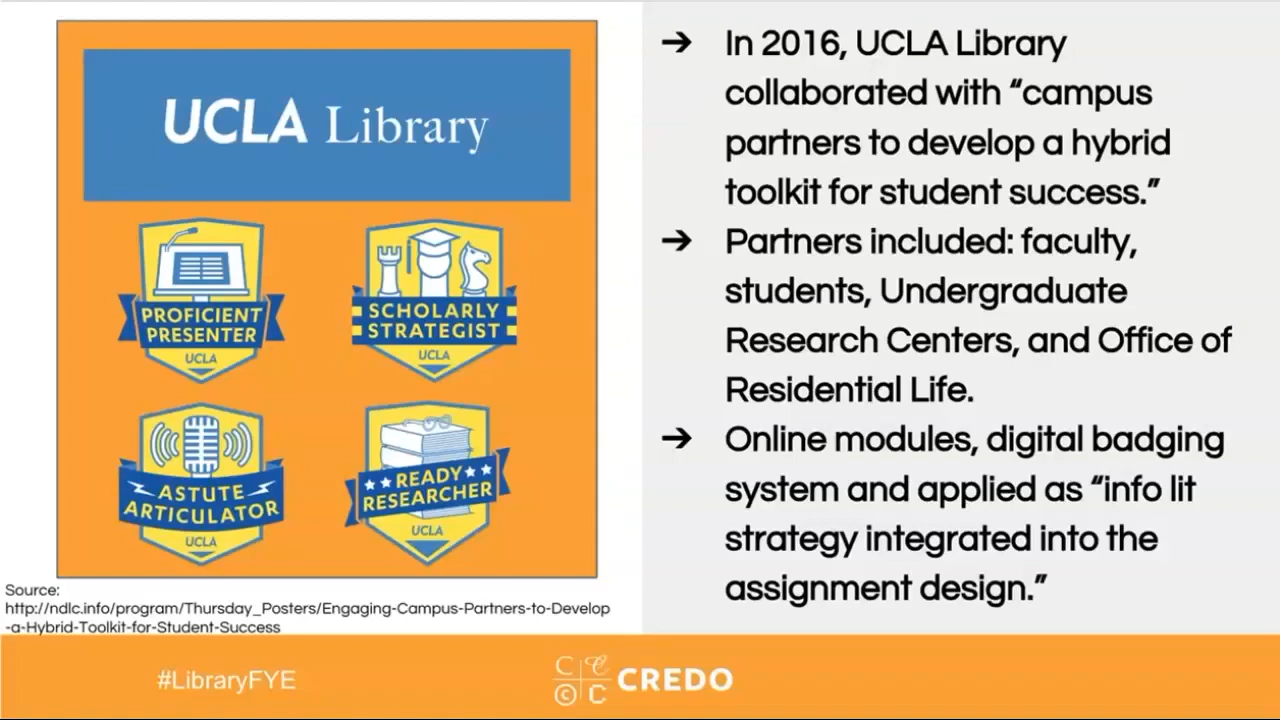 UCLA Library
PROFICIENT
PRESENTER
UCLA
SCHOLARLY
STRATEGIST
UCLA
ASTUTE
ARTICULATOR
UCLA
READY
RESEARCHER
UCLA
Source:
http://ndlc.info/program/Thursday_Posters/Engaging-Campus-Partners-to-Develop
-a-Hybrid-Toolkit-for-Student-Success
➔ In 2016, UCLA Library
collaborated with “campus
partners to develop a hybrid
toolkit for student success.”
➔ Partners included: faculty,
students, Undergraduate
Research Centers, and Office of
Residential Life.
➔ Online modules, digital badging
system and applied as “info lit
strategy integrated into the
assignment design.”
#LibraryFYE
C C
© C
CREDO